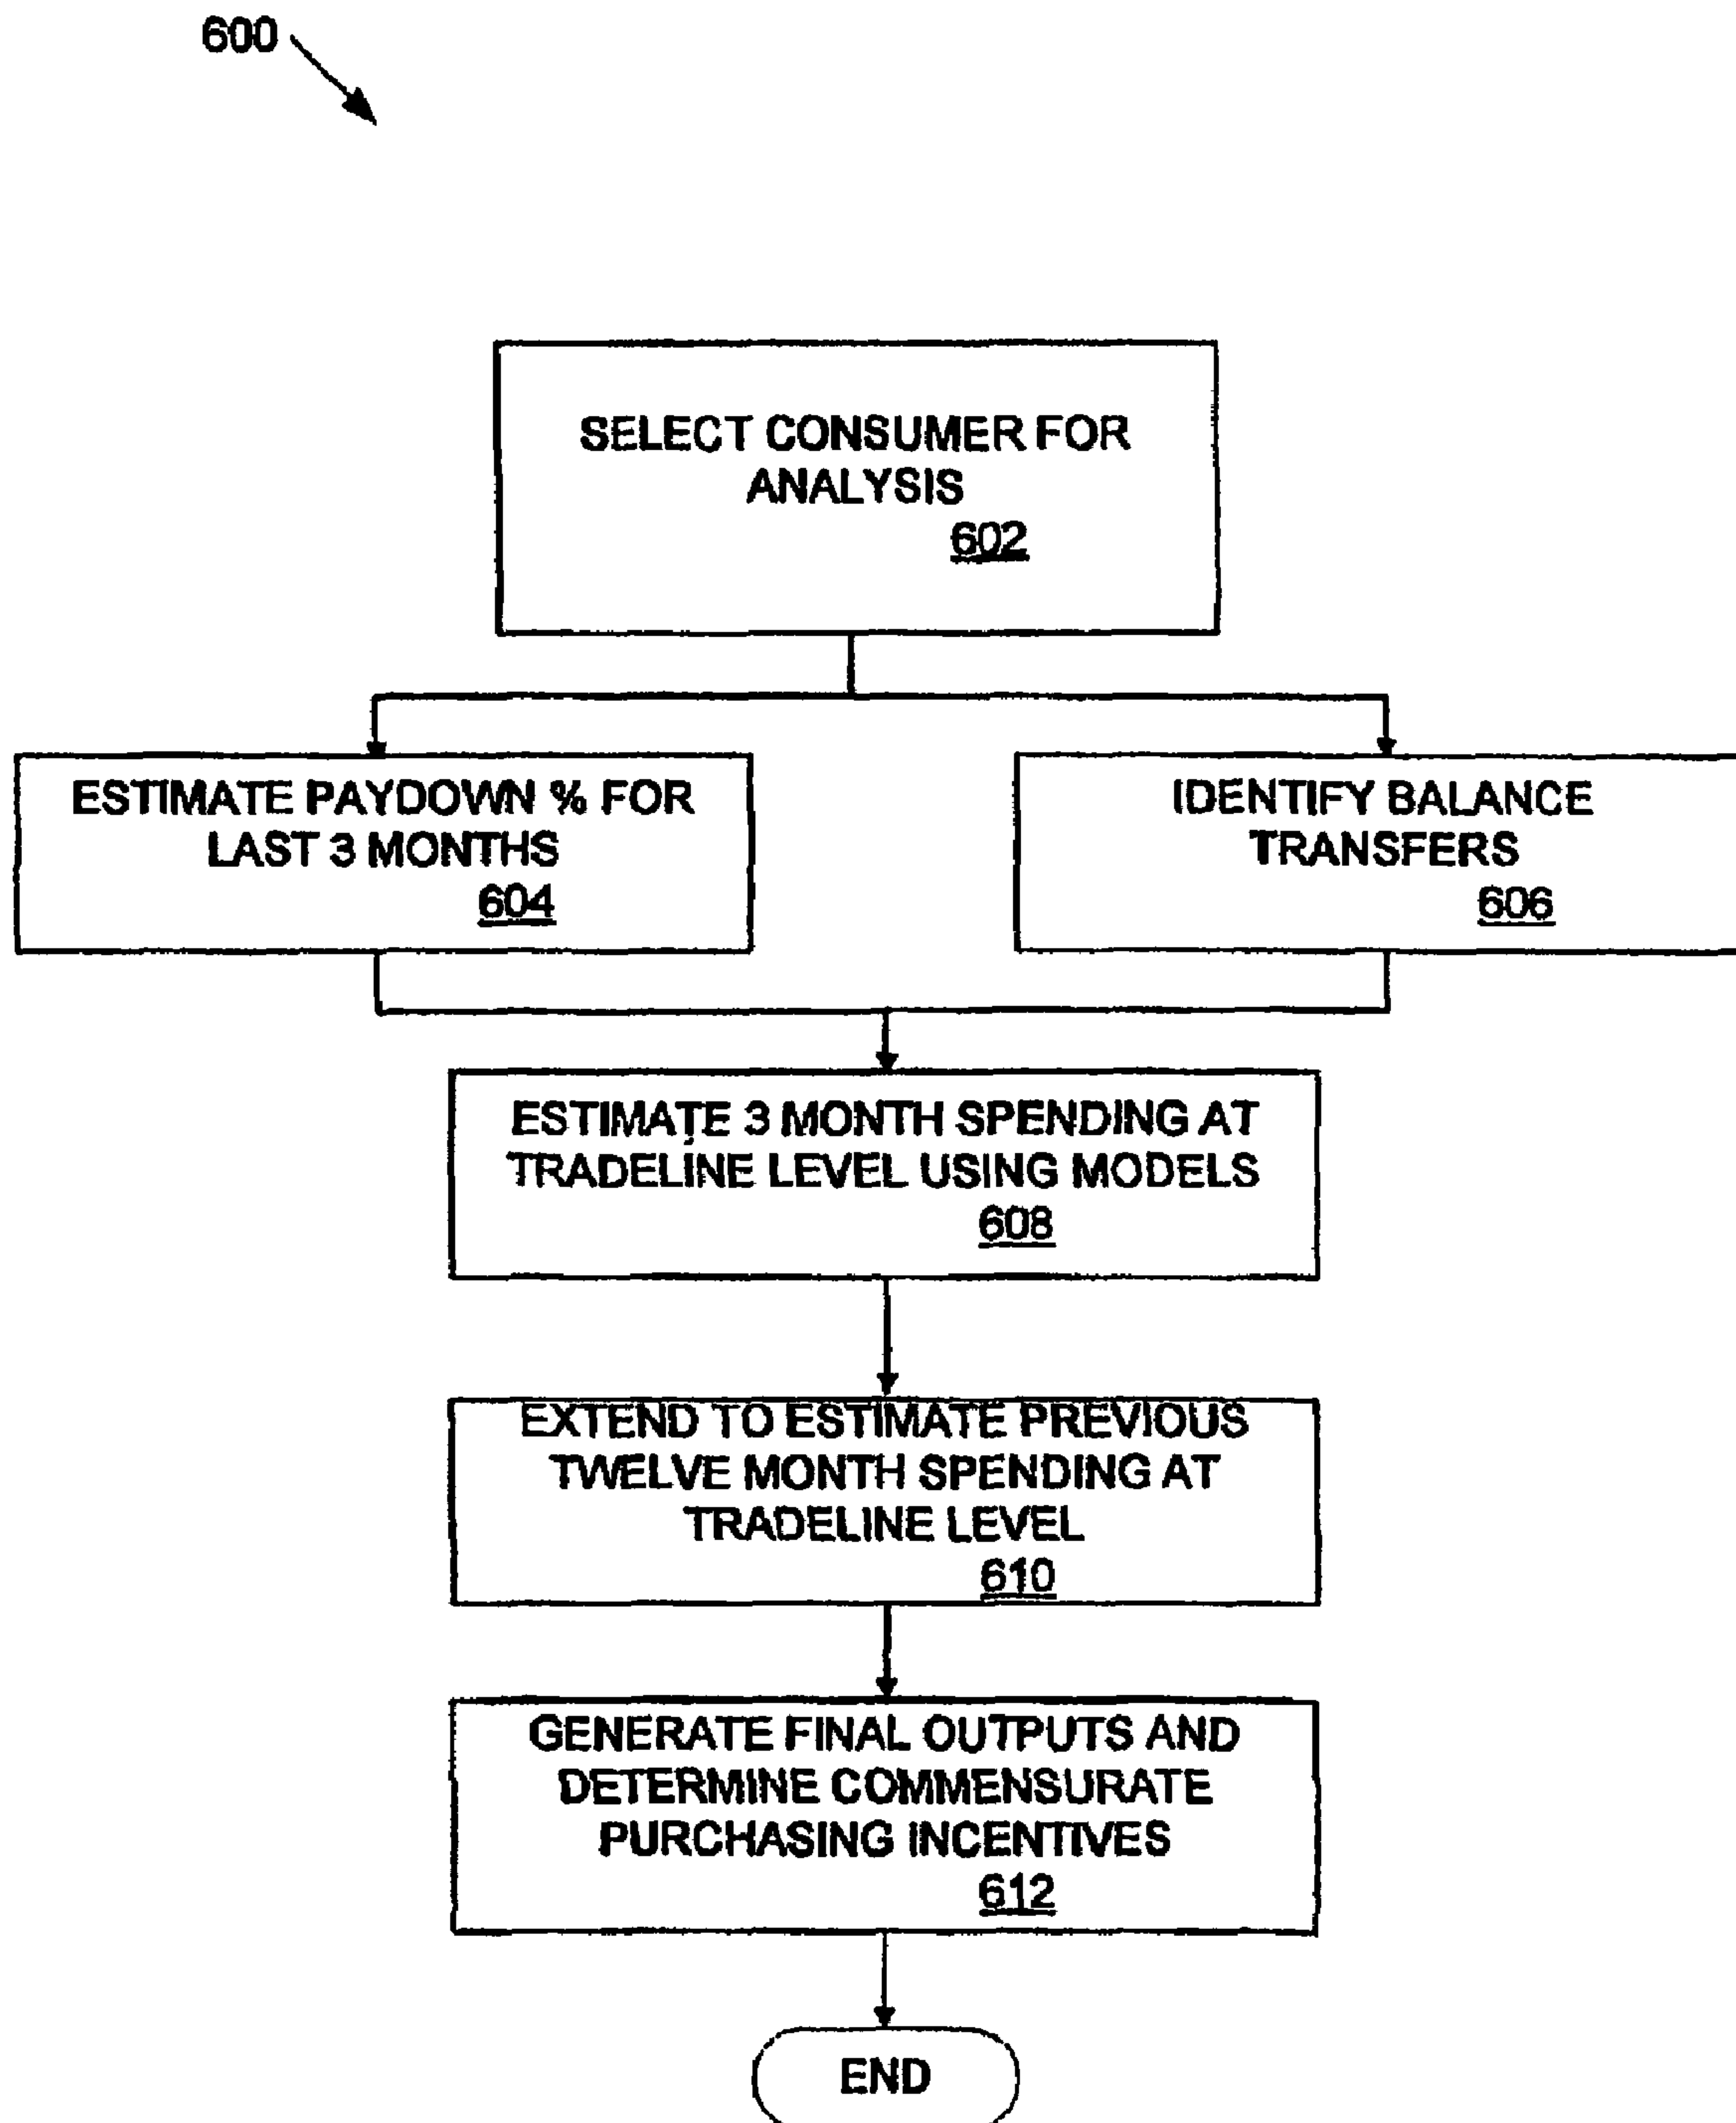 600
SELECT CONSUMER FOR
ANALYSIS
602
ESTIMATE PAYDOWN % FOR
LAST 3 MONTHS
604
IDENTIFY BALANCE
TRANSFERS
606
ESTIMATE 3 MONTH SPENDING AT
TRADELINE LEVEL USING MODELS
608
EXTEND TO ESTIMATE PREVIOUS
TWELVE MONTH SPENDING AT
TRADELINE LEVEL
610
GENERATE FINAL OUTPUTS AND
DETERMINE COMMENSURATE
PURCHASING INCENTIVES
612
END